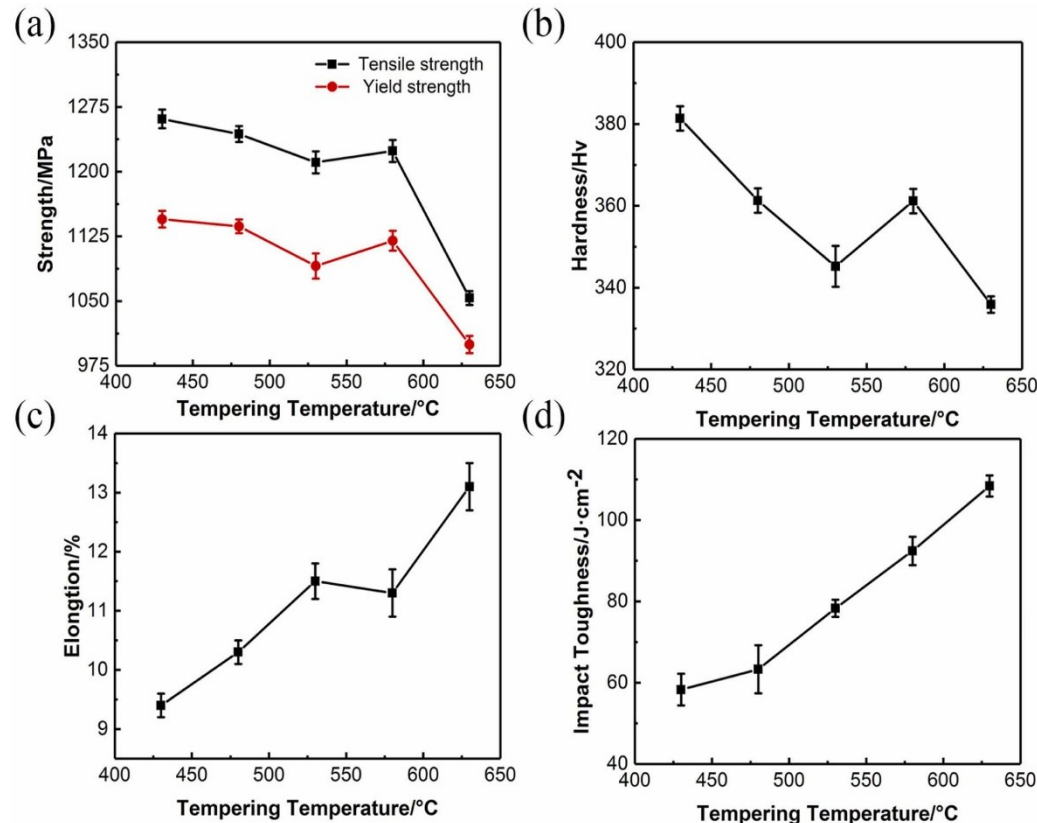 (a)
1350
1275
1200
1125
1050
975
Strength/MPa
Tensile strength
Yield strength
400 450 500 550 600 650
Tempering Temperature/°C
(b)
400
380
360
340
320
Hardness/Hv
400 450 500 550 600 650
Tempering Temperature/°C
(c)
14
13
12
11
10
9
Elongtion/%
400 450 500 550 600 650
Tempering Temperature/°C
(d)
120
100
80
60
40
Impact Toughness/J·cm⁻²
400 450 500 550 600 650
Tempering Temperature/°C